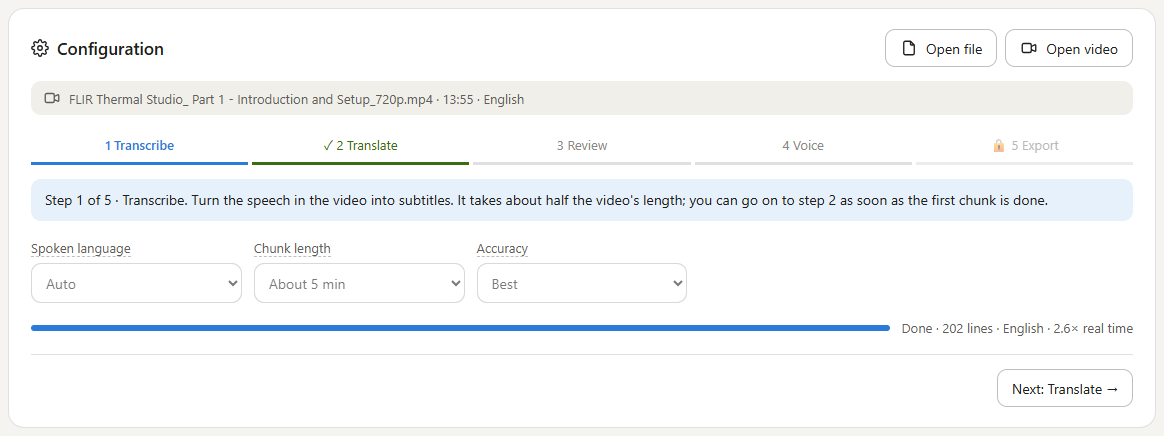 Configuration
Open file
Open video
FLIR Thermal Studio_ Part 1 - Introduction and Setup_720p.mp4 · 13:55 · English
1 Transcribe
✓ 2 Translate
3 Review
4 Voice
🔒 5 Export
Step 1 of 5 · Transcribe. Turn the speech in the video into subtitles. It takes about half the video's length; you can go on to step 2 as soon as the first chunk is done.
Spoken language
Chunk length
Accuracy
Auto
About 5 min
Best
Done · 202 lines · English · 2.6× real time
Next: Translate →